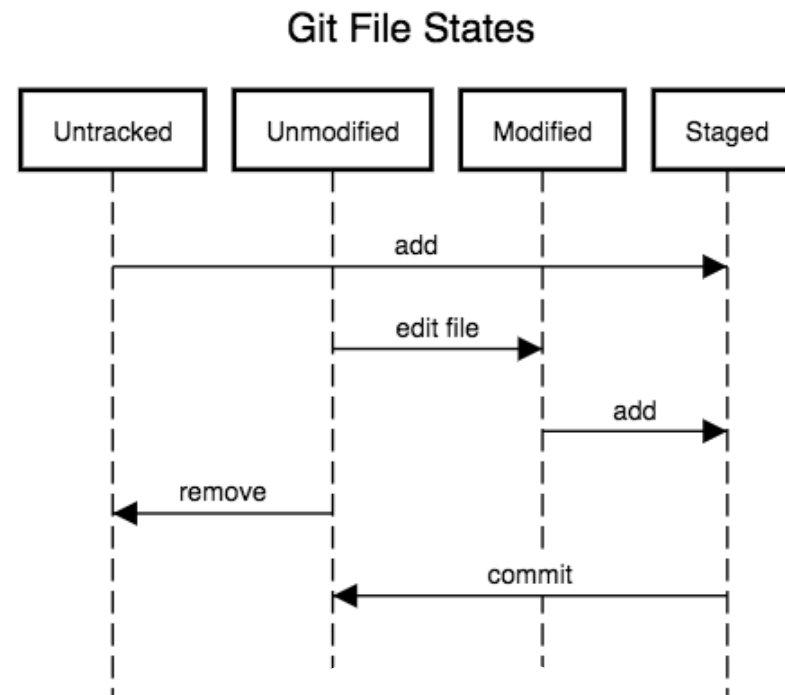 Git File States
Untracked
Unmodified
Modified
Staged
add
edit file
add
remove
commit